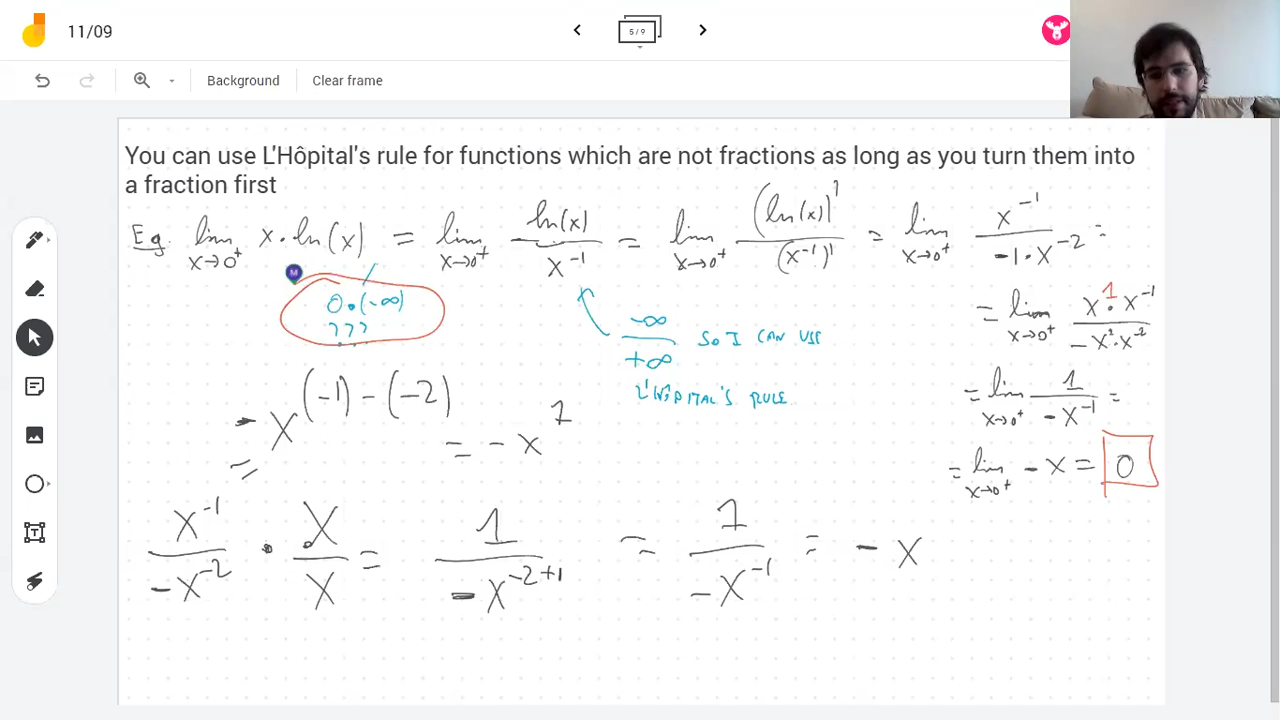 11/09
5/9
Background
Clear frame
You can use L'Hôpital's rule for functions which are not fractions as long as you turn them into
a fraction first
Eg. lim x→0⁺ x·ln(x) = lim x→0⁺ ln(x)/x⁻¹ = lim x→0⁺ (ln(x))'/(x⁻¹)' = lim x→0⁺ x⁻¹/-1·x⁻² =
M
0·(-∞)
???
-∞/+∞ SO I CAN USE
L'HÔPITAL'S RULE
= lim x→0⁺ x¹·x⁻¹/-x¹·x⁻²
= lim x→0⁺ 1/-x⁻¹ =
= lim x→0⁺ -x = 0
- x⁽⁻¹⁾⁻⁽⁻²⁾ = -x¹
=
x⁻¹/-x⁻² · x/x = 1/-x⁻²⁺¹ = 1/-x⁻¹ = -x